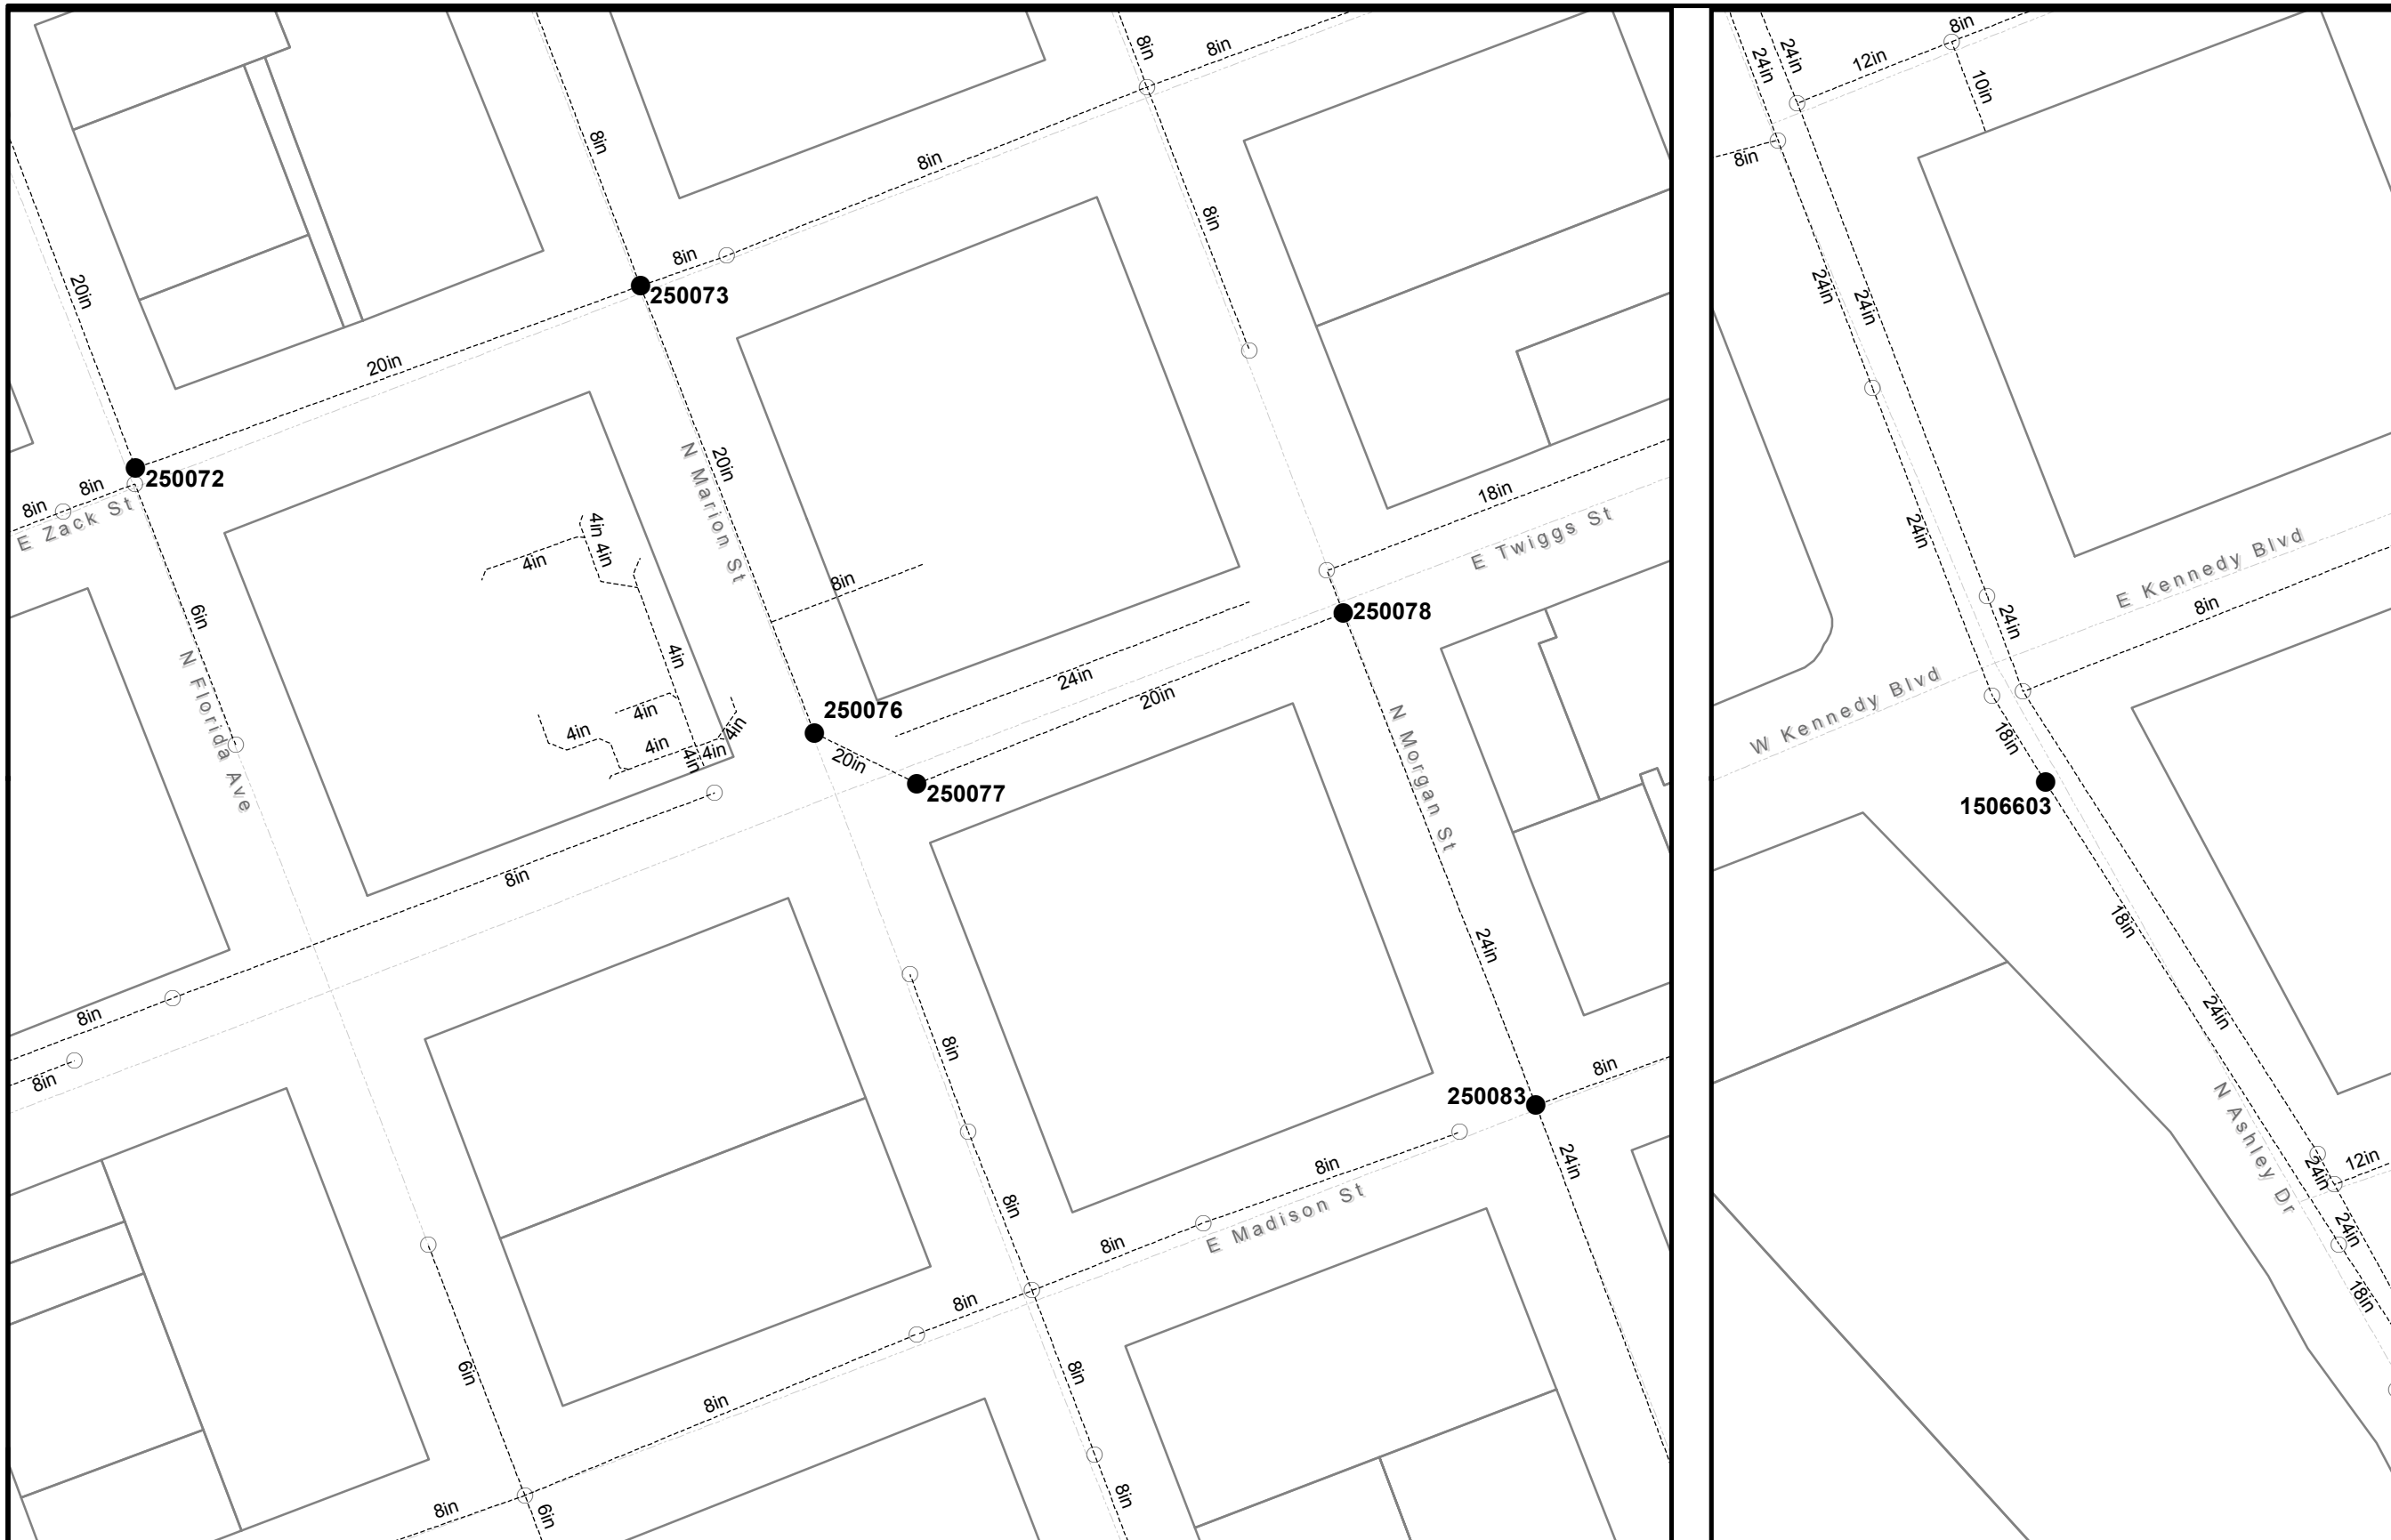 8in
8in
8in
8in
8in
8in
20in
8in
250073
20in
250072
8in
8in
E Zack St
N Marion St
20in
18in
E Twiggs St
4in
4in
4in
8in
6in
250078
4in
24in
20in
N Florida Ave
4in
4in
4in
4in
4in
4in
250076
20in
250077
N Morgan St
8in
24in
8in
8in
8in
8in
250083
24in
8in
8in
E Madison St
8in
8in
6in
8in
8in
8in
8in
6in
24in
24in
12in
8in
10in
8in
24in
24in
24in
24in
E Kennedy Blvd
8in
W Kennedy Blvd
18in
1506603
18in
24in
N Ashley Dr
24in
12in
24in
18in